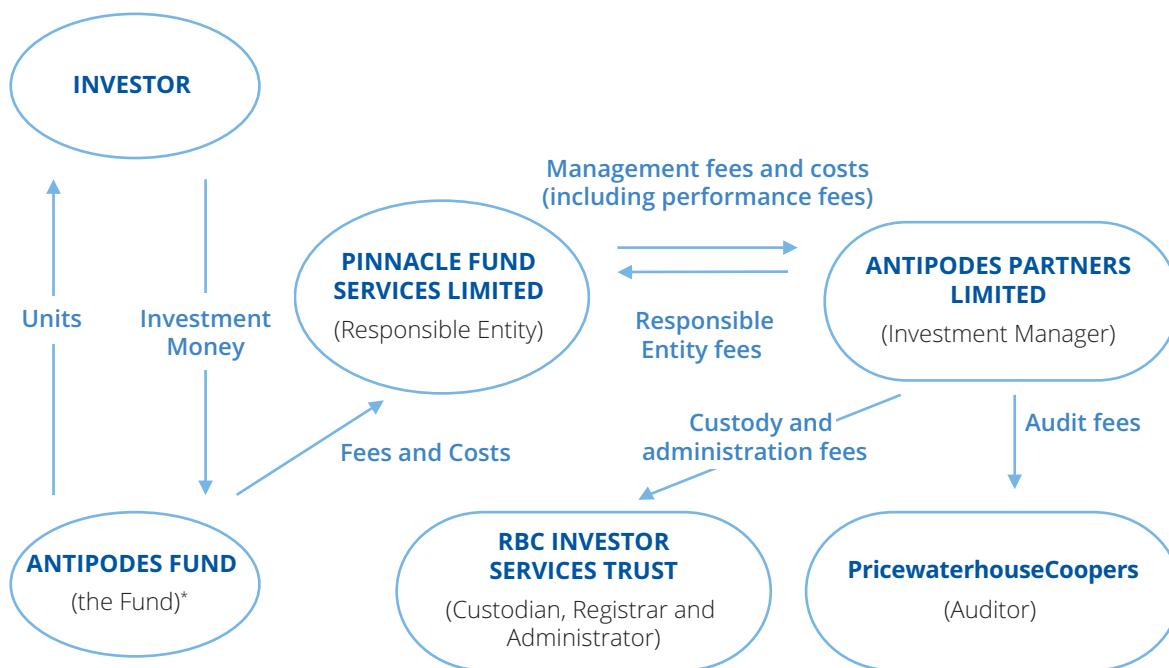 INVESTOR
Management fees and costs
(including performance fees)
PINNACLE FUND
SERVICES LIMITED
(Responsible Entity)
ANTIPODES PARTNERS
LIMITED
(Investment Manager)
Units
Investment
Money
Responsible
Entity fees
Fees and Costs
Custody and
administration fees
Audit fees
ANTIPODES FUND
(the Fund)*
RBC INVESTOR
SERVICES TRUST
(Custodian, Registrar and
Administrator)
PricewaterhouseCoopers
(Auditor)